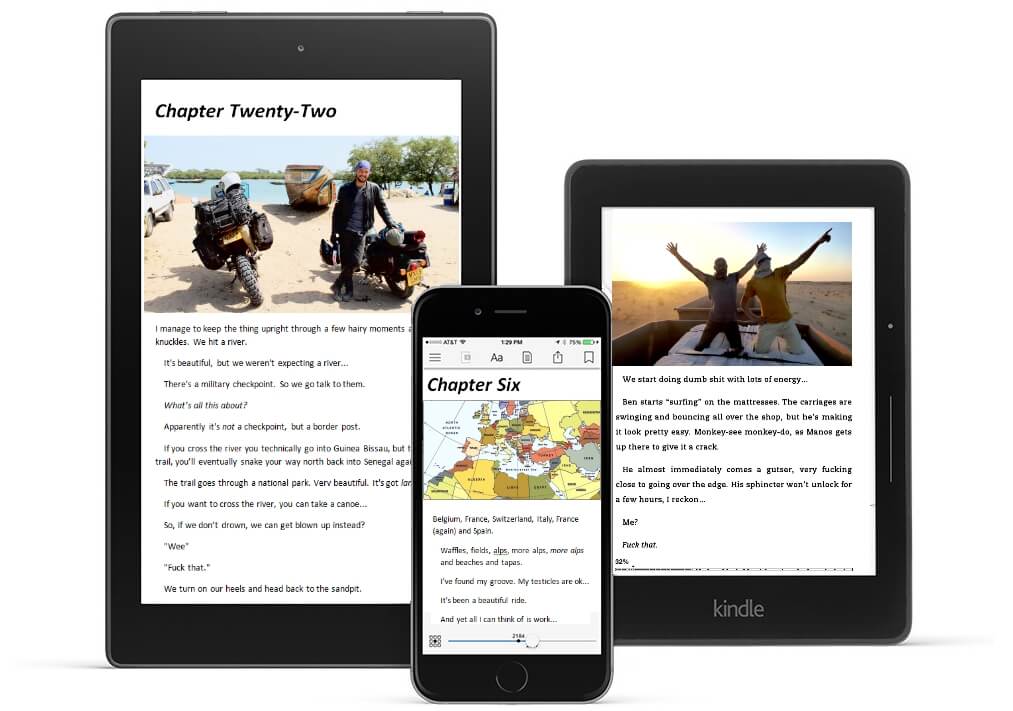 Chapter Twenty-Two
I manage to keep the thing upright through a few hairy moments a
knuckles. We hit a river.
It's beautiful, but we weren't expecting a river...
There's a military checkpoint. So we go talk to them.
What's all this about?
Apparently it's not a checkpoint, but a border post.
If you cross the river you technically go into Guinea Bissau, but t
trail, you'll eventually snake your way north back into Senegal agai
The trail goes through a national park. Very beautiful. It's got lar
If you want to cross the river, you can take a canoe...
So, if we don't drown, we can get blown up instead?
"Wee"
"Fuck that."
We turn on our heels and head back to the sandpit.
AT&T 1:29 PM 75%
Aa
Chapter Six
NORTH
ATLANTIC
OCEAN
TURKEY
ALGERIA
LIBYA
EGYPT
IRAQ
IRAN
Belgium, France, Switzerland, Italy, France
(again) and Spain.
Waffles, fields, alps, more alps, more alps
and beaches and tapas.
I've found my groove. My testicles are ok...
It's been a beautiful ride.
And yet all I can think of is work...
2184
We start doing dumb shit with lots of energy...
Ben starts "surfing" on the mattresses. The carriages are
swinging and bouncing all over the shop, but he's making
it look pretty easy. Monkey-see monkey-do, as Manos gets
up there to give it a crack.
He almost immediately comes a gutser, very fucking
close to going over the edge. His sphincter won't unlock for
a few hours, I reckon...
Me?
Fuck that.
32%
kindle